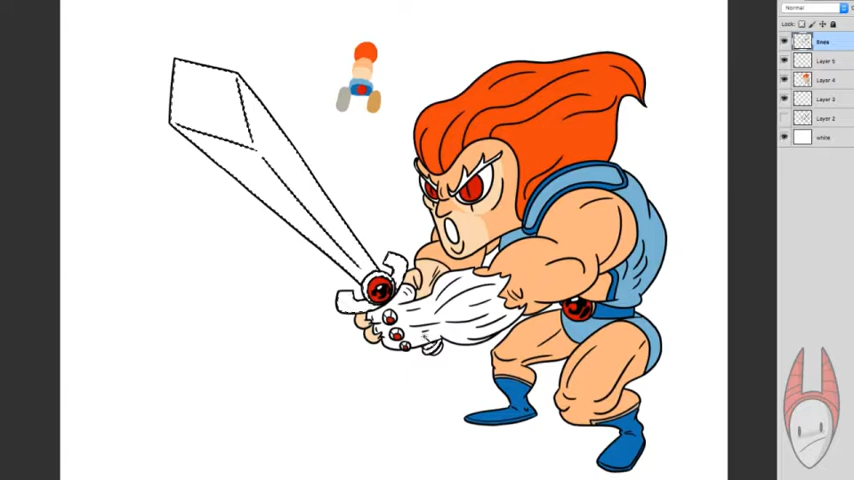 Normal
Lock:
lines
Layer 5
Layer 4
Layer 3
Layer 2
white